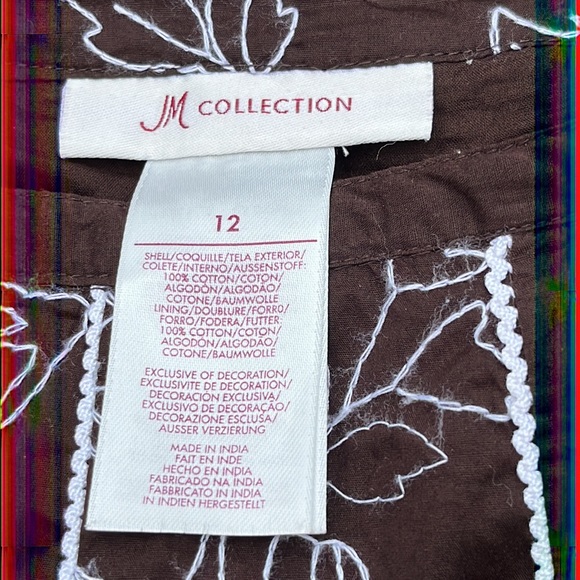 JM COLLECTION
12
SHELL/COQUILLE/TELA EXTERIOR/
COLETE/INTERNO/AUSSENSTOFF:
100% COTTON/COTON/
ALGODÓN/ALGODÃO/
COTONE/BAUMWOLLE
LINING/DOUBLURE/FORRO/
FORRO/FODERA/FUTTER:
100% COTTON/COTON/
ALGODÓN/ALGODÃO/
COTONE/BAUMWOLLE
EXCLUSIVE OF DECORATION/
EXCLUSIVITE DE DECORATION/
DECORACIÓN EXCLUSIVA/
EXCLUSIVO DE DECORAÇÃO/
DECORAZIONE ESCLUSA/
AUSSER VERZIERUNG
MADE IN INDIA
FAIT EN INDE
HECHO EN INDIA
FABRICADO NA ÍNDIA
FABBRICATO IN INDIA
IN INDIEN HERGESTELLT